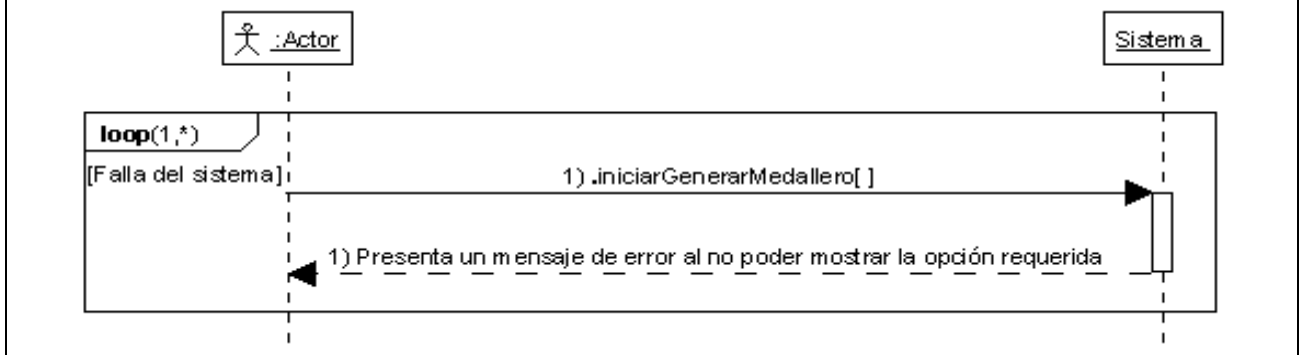 :Actor
Sistema
loop(1,*)
[Falla del sistema]
1) .iniciarGenerarMedallero[ ]
1) Presenta un mensaje de error al no poder mostrar la opción requerida